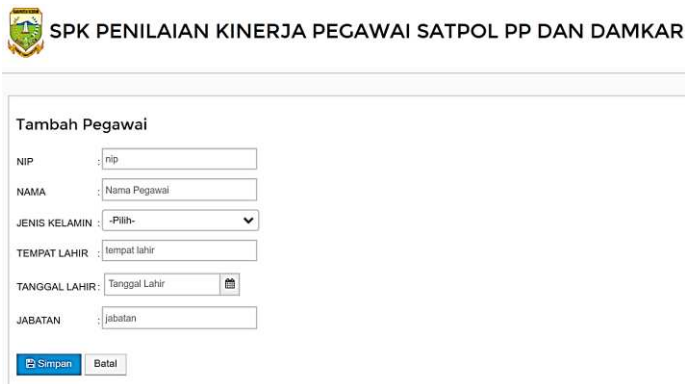 SPK PENILAIAN KINERJA PEGAWAI SATPOL PP DAN DAMKAR
Tambah Pegawai
NIP : nip
NAMA : Nama Pegawai
JENIS KELAMIN : -Pilih-
TEMPAT LAHIR : tempat lahir
TANGGAL LAHIR : Tanggal Lahir
JABATAN : jabatan
Simpan Batal